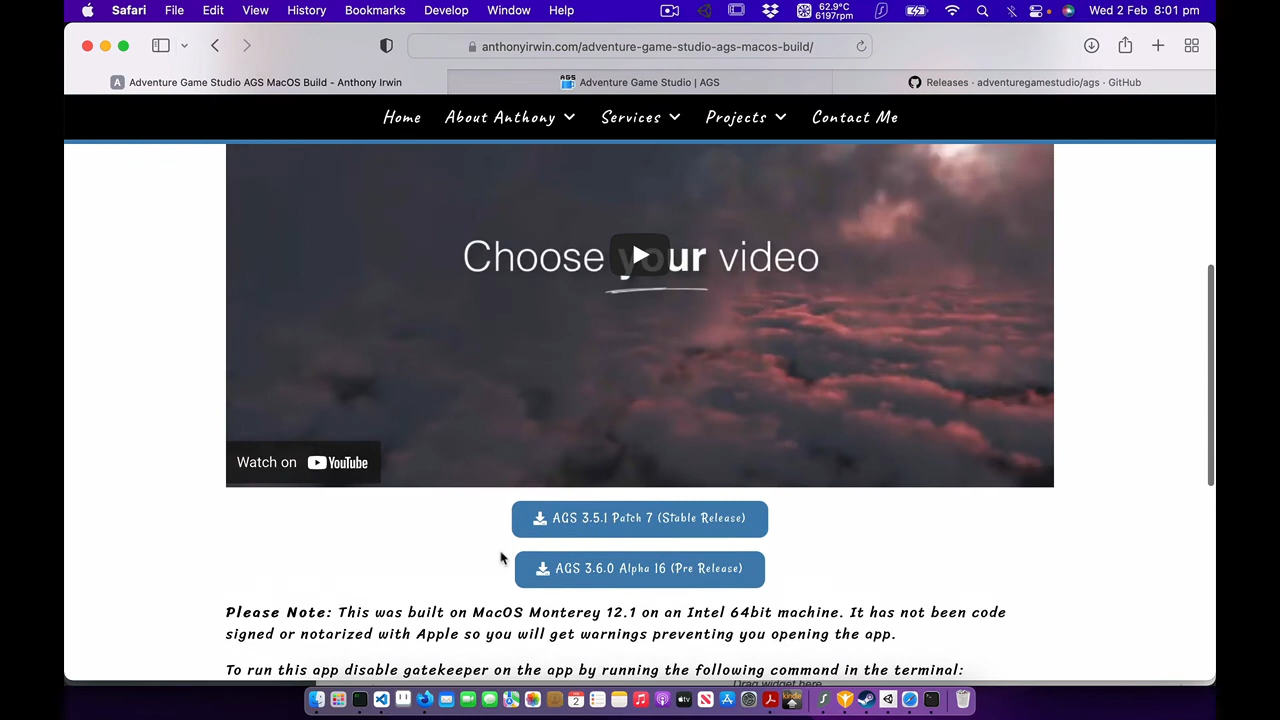 Safari File Edit View History Bookmarks Develop Window Help 62.9°C 6197rpm Wed 2 Feb 8:01 pm
anthonyirwin.com/adventure-game-studio-ags-macos-build/
A Adventure Game Studio AGS MacOS Build - Anthony Irwin AGS Adventure Game Studio | AGS Releases · adventuregamestudio/ags · GitHub
Home About Anthony Services Projects Contact Me
Choose your video
Watch on YouTube
AGS 3.5.1 Patch 7 (Stable Release)
AGS 3.6.0 Alpha 16 (Pre Release)
Please Note: This was built on MacOS Monterey 12.1 on an Intel 64bit machine. It has not been code
signed or notarized with Apple so you will get warnings preventing you opening the app.
To run this app disable gatekeeper on the app by running the following command in the terminal:
Drag widget here